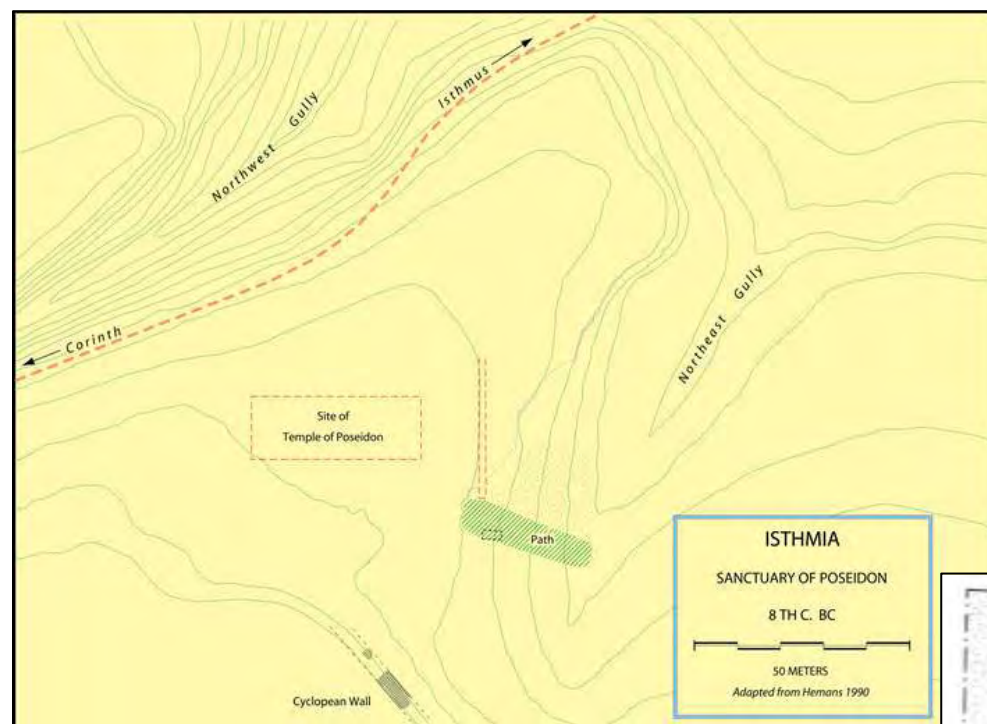 Isthmus
Northwest Gully
Corinth
Northeast Gully
Site of
Temple of Poseidon
Path
Cyclopean Wall
ISTHMIA
SANCTUARY OF POSEIDON
8 TH C. BC
50 METERS
Adapted from Hemans 1990